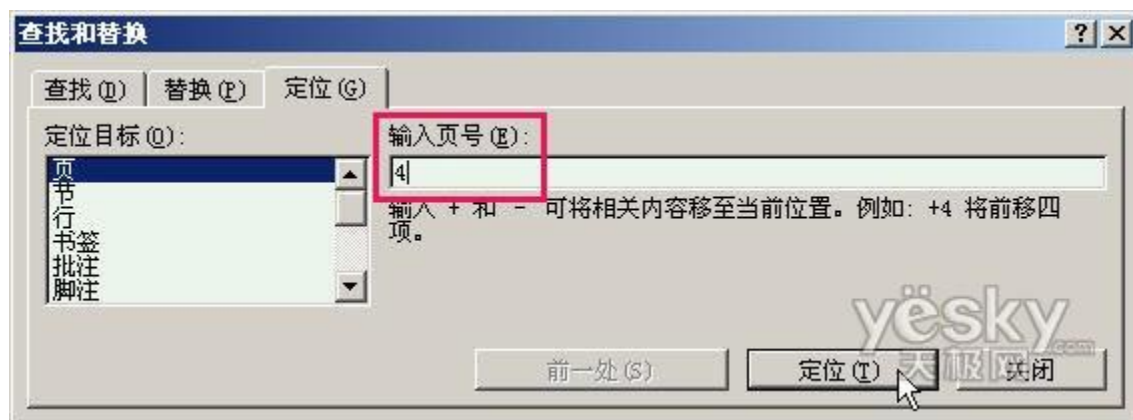 查找和替换
查找(D) 替换(P) 定位(G)
定位目标(O):
页
节
行
书签
批注
脚注
输入页号(E):
4
输入 + 和 - 可将相关内容移至当前位置。例如: +4 将前移四
项。
前一处(S) 定位(T) 关闭
yësky
天极网.com